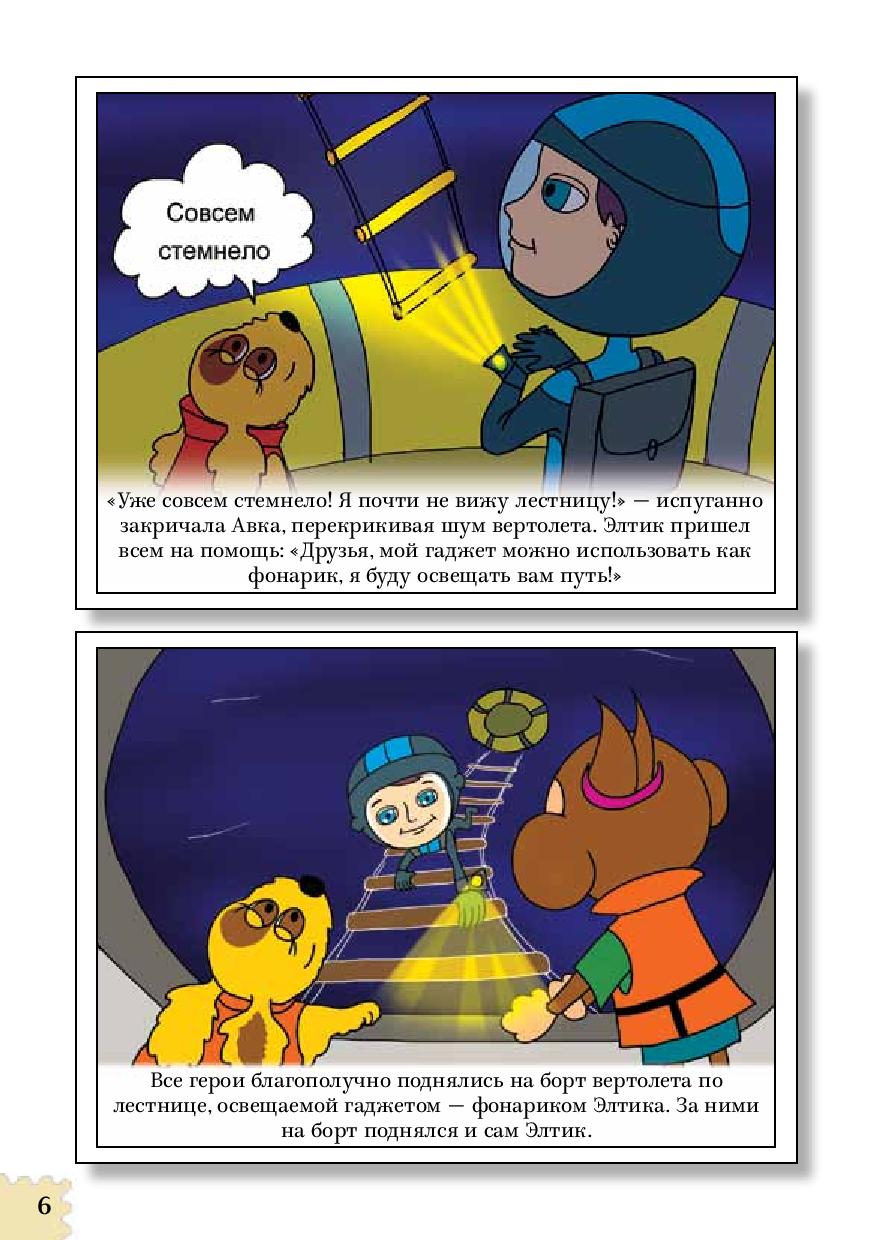 Совсем
стемнело
«Уже совсем стемнело! Я почти не вижу лестницу!» — испуганно
закричала Авка, перекрикивая шум вертолета. Элтик пришел
всем на помощь: «Друзья, мой гаджет можно использовать как
фонарик, я буду освещать вам путь!»
Все герои благополучно поднялись на борт вертолета по
лестнице, освещаемой гаджетом — фонариком Элтика. За ними
на борт поднялся и сам Элтик.
6